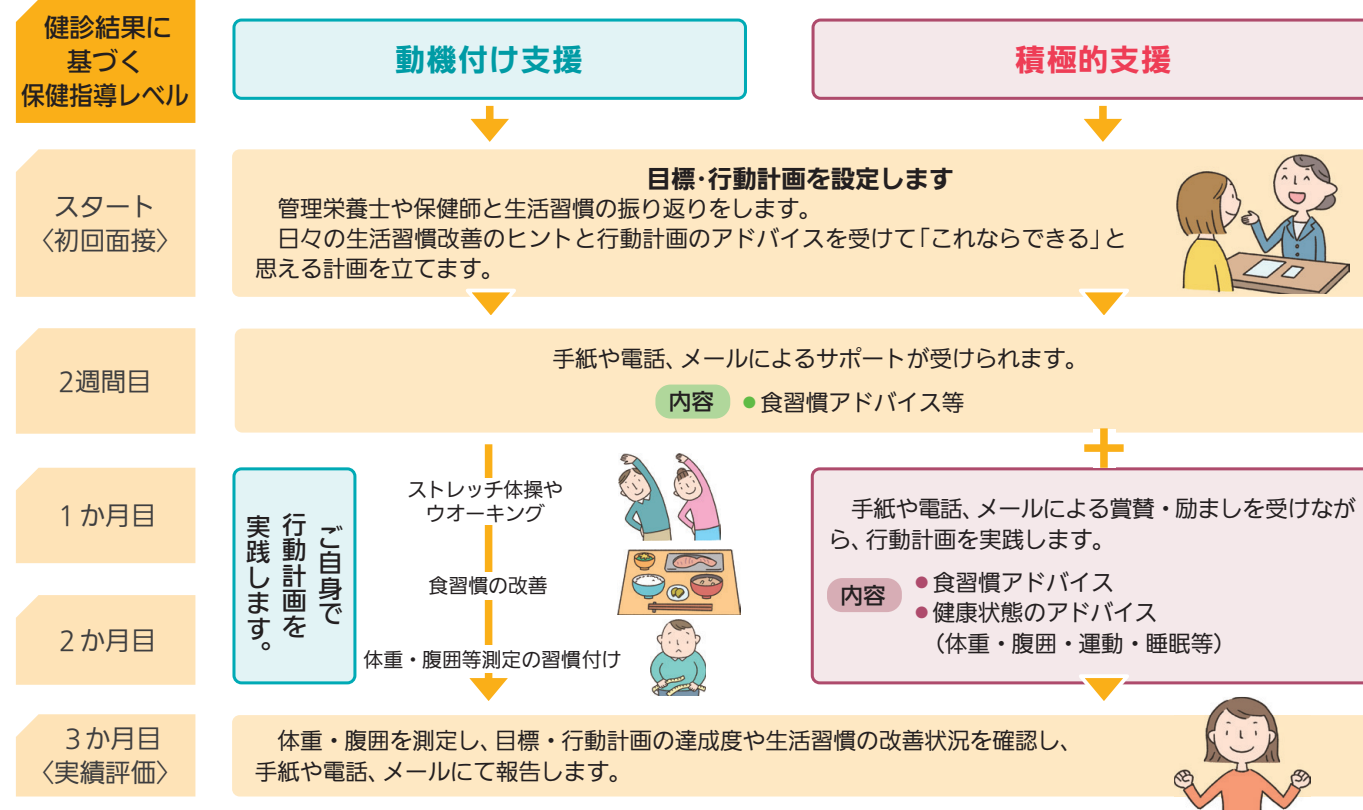 健診結果に
基づく
保健指導レベル
動機付け支援
積極的支援
スタート
〈初回面接〉
目標・行動計画を設定します
管理栄養士や保健師と生活習慣の振り返りをします。
日々の生活習慣改善のヒントと行動計画のアドバイスを受けて「これならできる」と
思える計画を立てます。
2週間目
手紙や電話、メールによるサポートが受けられます。
内容 ●食習慣アドバイス等
1か月目
2か月目
ご自身で
行動計画を
実践します。
ストレッチ体操や
ウオーキング
食習慣の改善
体重・腹囲等測定の習慣付け
手紙や電話、メールによる賞賛・励ましを受けなが
ら、行動計画を実践します。
内容
●食習慣アドバイス
●健康状態のアドバイス
（体重・腹囲・運動・睡眠等）
3か月目
〈実績評価〉
体重・腹囲を測定し、目標・行動計画の達成度や生活習慣の改善状況を確認し、
手紙や電話、メールにて報告します。